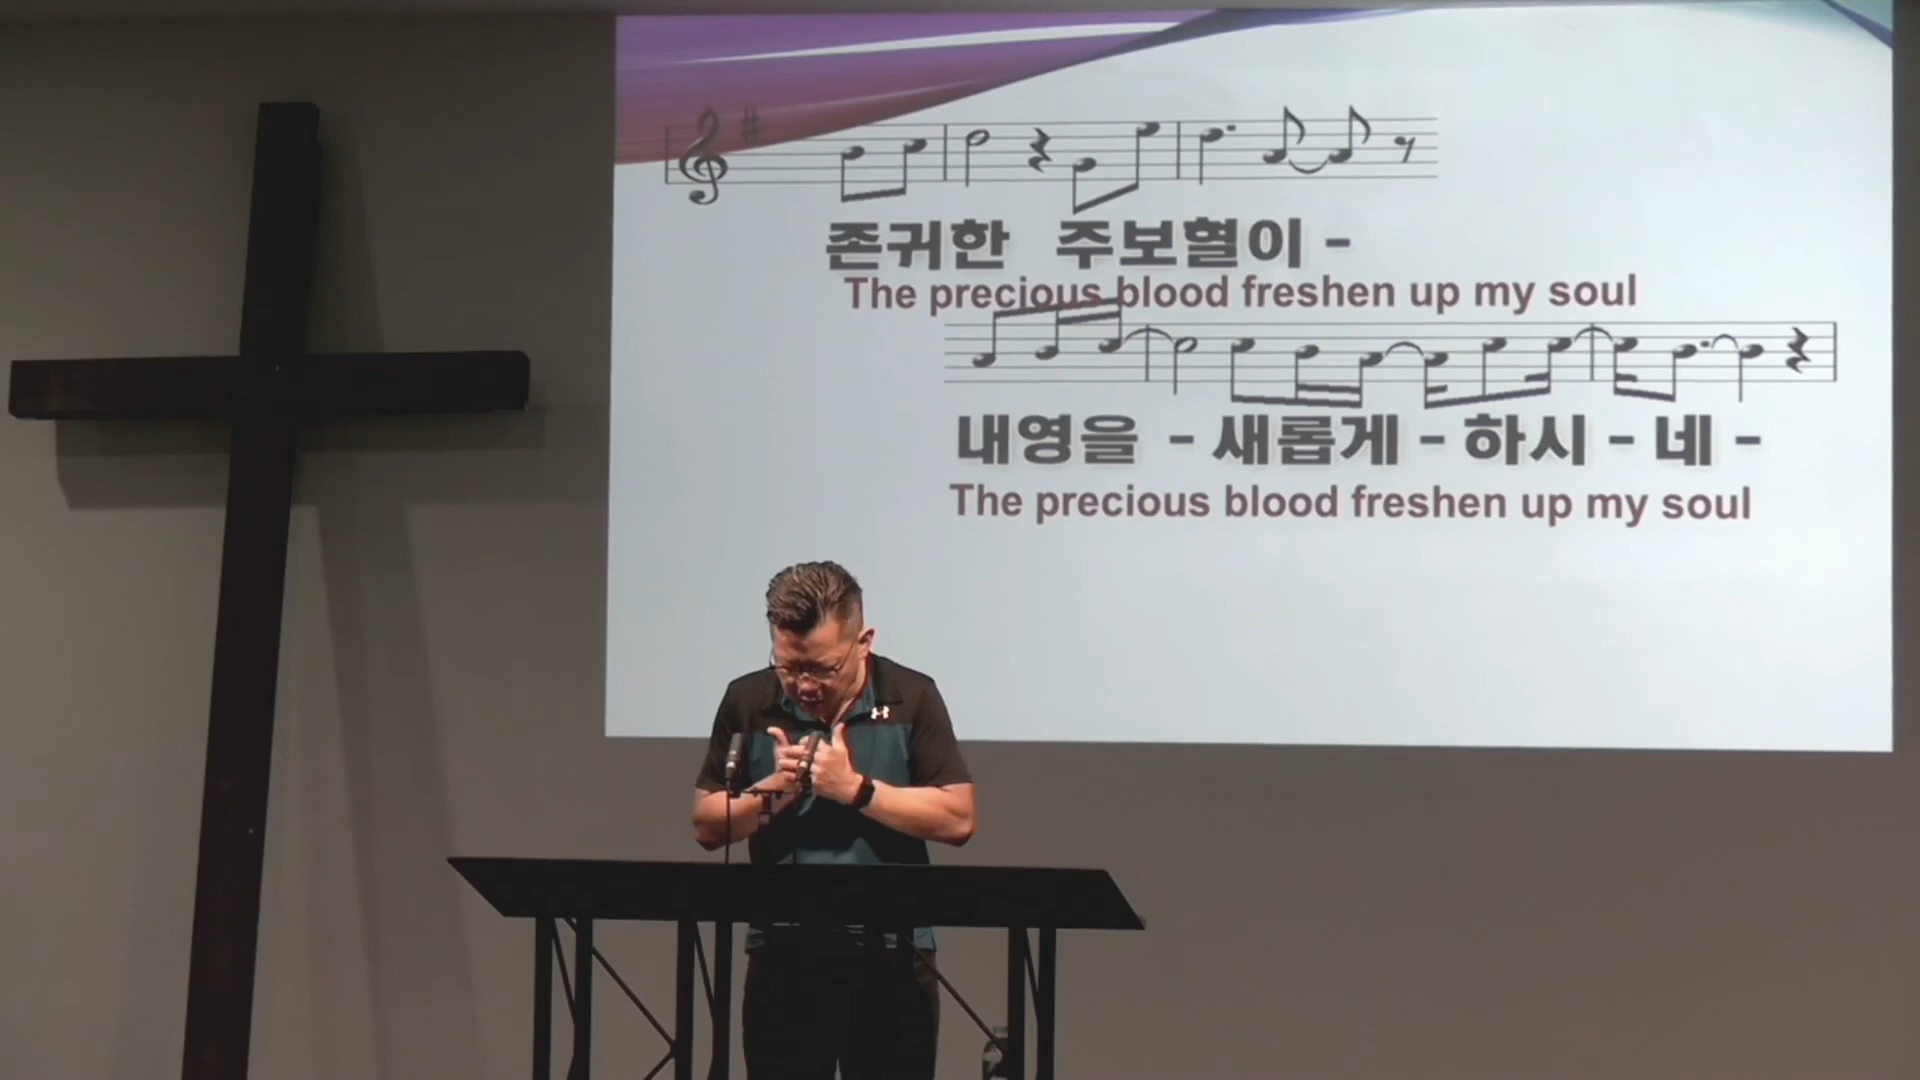 존귀한 주보혈이 -
The precious blood freshen up my soul
내영을 - 새롭게 - 하시 - 네 -
The precious blood freshen up my soul